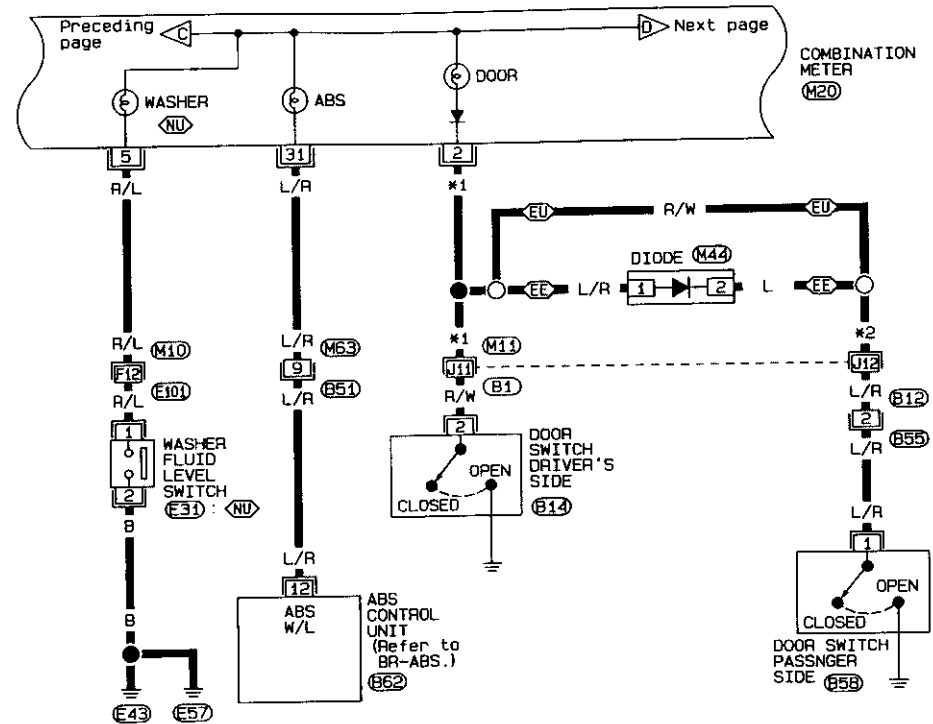 Preceding page
C
D
Next page
COMBINATION METER
M20
WASHER
NU
ABS
DOOR
5
31
2
R/L
L/R
*1
EU
R/W
EU
DIODE
M44
EE
L/R
1
2
L
EE
R/L
M10
F12
E101
R/L
L/R
M63
9
B51
L/R
*1
M11
J11
B1
R/W
*2
J12
L/R
B12
2
B55
L/R
1
WASHER
FLUID
LEVEL
SWITCH
E31 : NU
2
B
2
DOOR
SWITCH
DRIVER'S
SIDE
B14
OPEN
CLOSED
L/R
12
ABS
W/L
ABS
CONTROL
UNIT
(Refer to
BR-ABS.)
B62
L/R
1
OPEN
CLOSED
DOOR SWITCH
PASSNGER
SIDE
B58
B
E43
E57